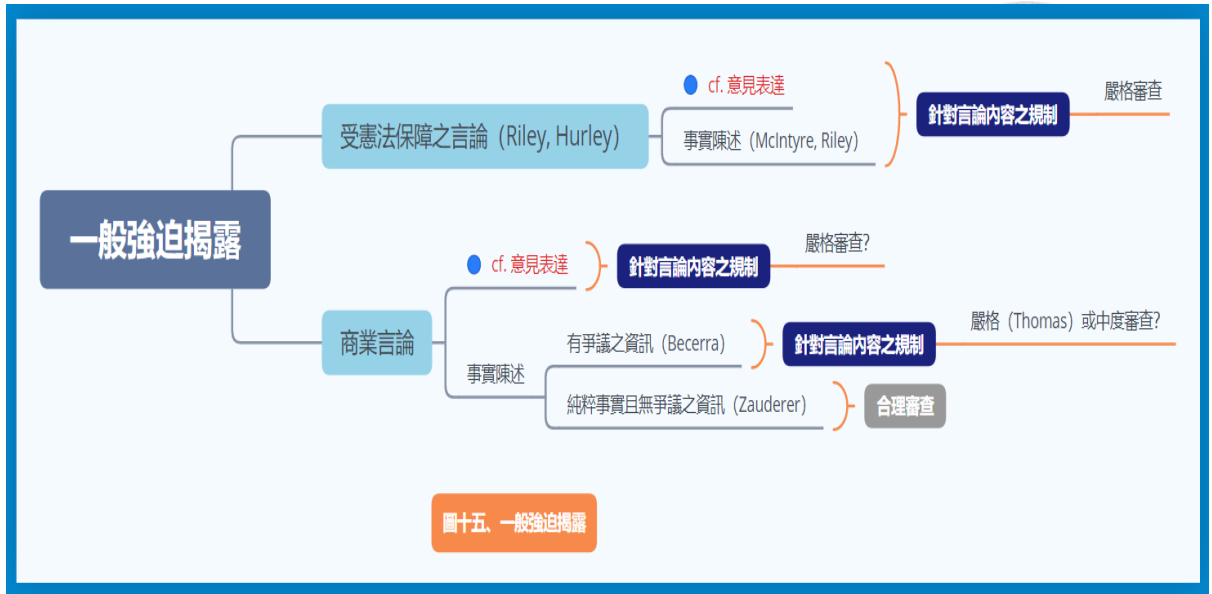 一般強迫揭露
受憲法保障之言論（Riley, Hurley）
cf. 意見表達
事實陳述（McIntyre, Riley）
針對言論內容之規制
嚴格審查
商業言論
cf. 意見表達
針對言論內容之規制
嚴格審查?
事實陳述
有爭議之資訊（Becerra）
針對言論內容之規制
嚴格（Thomas）或中度審查?
純粹事實且無爭議之資訊（Zauderer）
合理審查
圖十五、一般強迫揭露